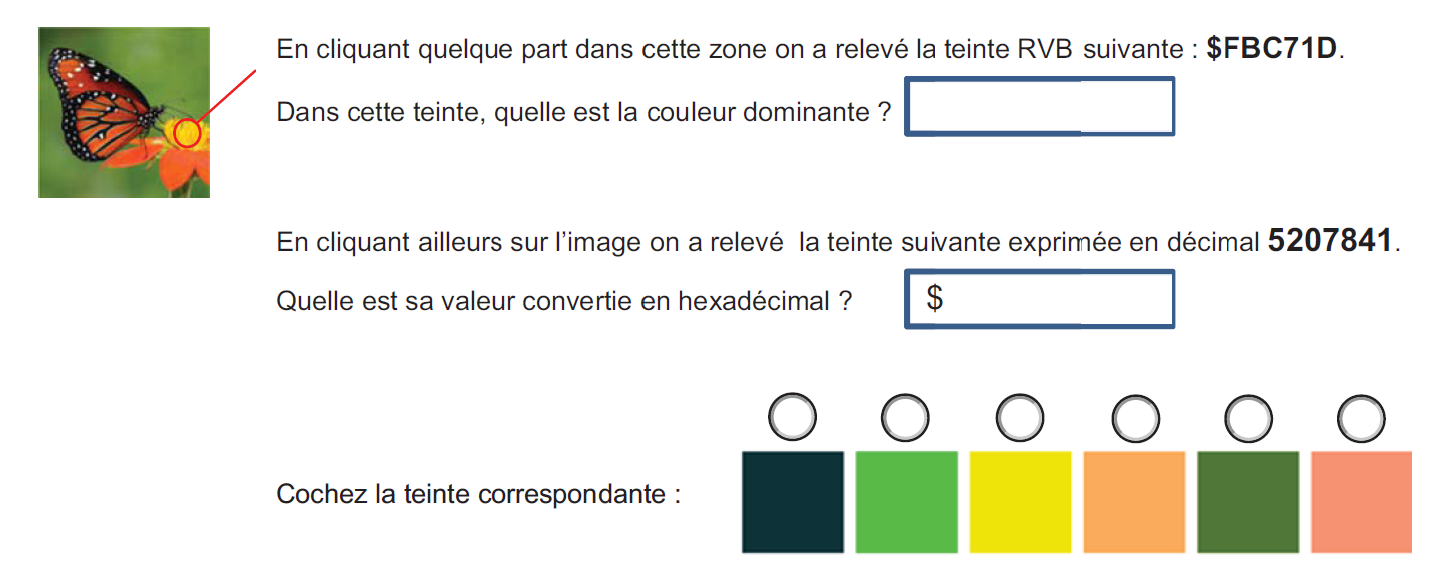 En cliquant quelque part dans cette zone on a relevé la teinte RVB suivante : $FBC71D.
Dans cette teinte, quelle est la couleur dominante ?
En cliquant ailleurs sur l’image on a relevé la teinte suivante exprimée en décimal 5207841.
Quelle est sa valeur convertie en hexadécimal ? $
Cochez la teinte correspondante :